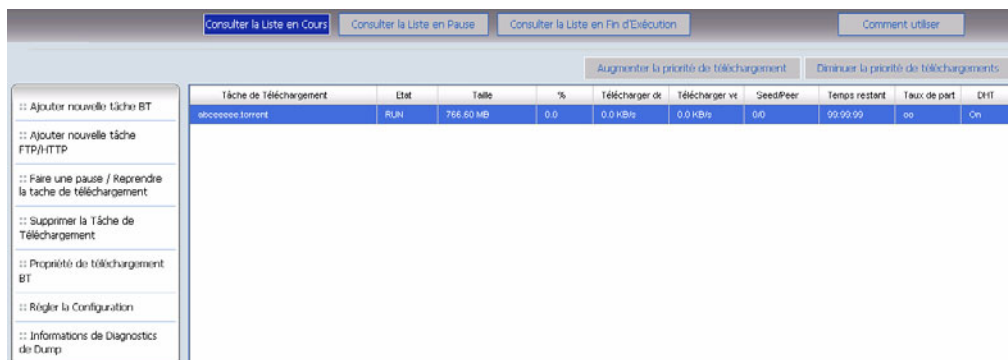 Consulter la Liste en Cours Consulter la Liste en Pause Consulter la Liste en Fin d'Exécution Comment utiliser
Augmenter la priorité de téléchargement Diminuer la priorité de téléchargements
Tâche de Téléchargement Etat Taille % Télécharger de Télécharger ve Seed/Peer Temps restant Taux de part DHT
abceeeee.torrent RUN 766.60 MB 0.0 0.0 KB/s 0.0 KB/s 0/0 99:99:99 oo On
:: Ajouter nouvelle tâche BT
:: Ajouter nouvelle tâche
FTP/HTTP
:: Faire une pause / Reprendre
la tache de téléchargement
:: Supprimer la Tâche de
Téléchargement
:: Propriété de téléchargement
BT
:: Régler la Configuration
:: Informations de Diagnostics
de Dump